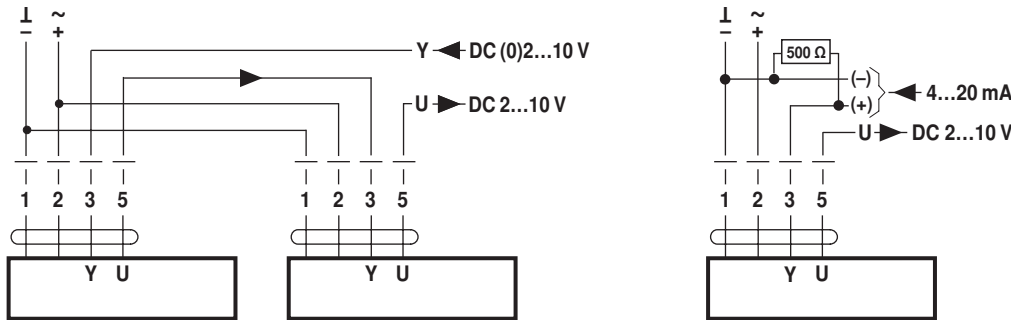 ⊥ ~
– +
Y DC (0)2…10 V
U DC 2…10 V
1 2 3 5
1 2 3 5
Y U
Y U
⊥ ~
– +
500 Ω
(–)
(+)
4…20 mA
U DC 2…10 V
1 2 3 5
Y U